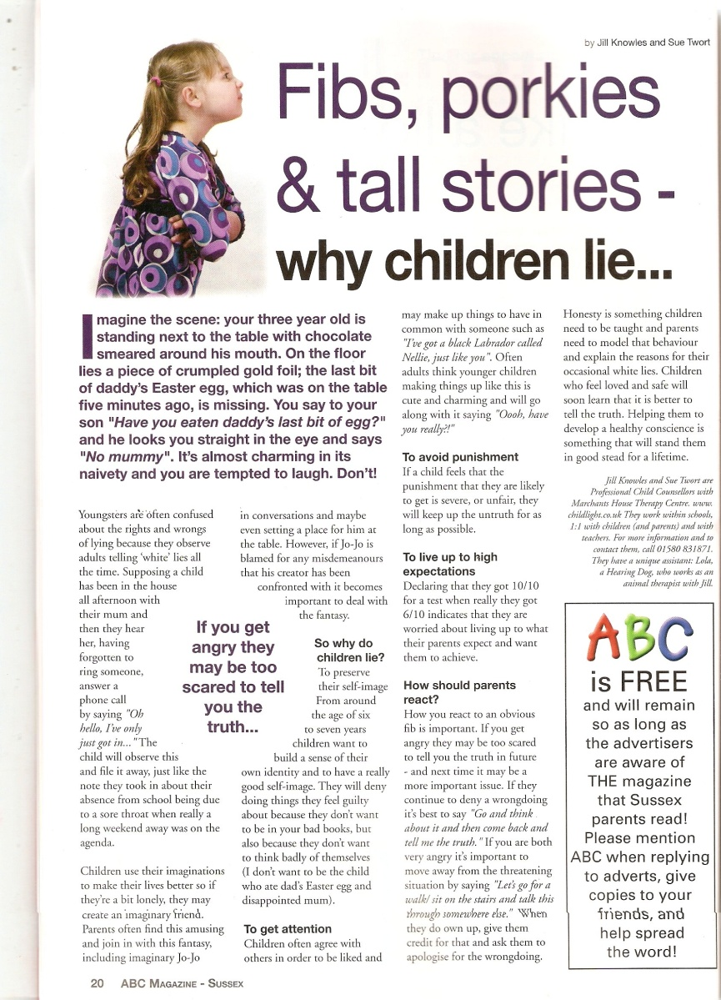 by Jill Knowles and Sue Twort
Fibs, porkies
& tall stories -
why children lie...
Imagine the scene: your three year old is
standing next to the table with chocolate
smeared around his mouth. On the floor
lies a piece of crumpled gold foil; the last bit
of daddy's Easter egg, which was on the table
five minutes ago, is missing. You say to your
son "Have you eaten daddy's last bit of egg?"
and he looks you straight in the eye and says
"No mummy". It's almost charming in its
naivety and you are tempted to laugh. Don't!
Youngsters are often confused
about the rights and wrongs
of lying because they observe
adults telling 'white' lies all
the time. Supposing a child
has been in the house
all afternoon with
their mum and
then they hear
her, having
forgotten to
ring someone,
answer a
phone call
by saying "Oh
hello, I've only
just got in..." The
child will observe this
and file it away, just like the
note they took in about their
absence from school being due
to a sore throat when really a
long weekend away was on the
agenda.
Children use their imaginations
to make their lives better so if
they're a bit lonely, they may
create an imaginary friend.
Parents often find this amusing
and join in with this fantasy,
including imaginary Jo-Jo
in conversations and maybe
even setting a place for him at
the table. However, if Jo-Jo is
blamed for any misdemeanours
that his creator has been
confronted with it becomes
important to deal with
the fantasy.
If you get
angry they
may be too
scared to tell
you the
truth...
So why do
children lie?
To preserve
their self-image
From around
the age of six
to seven years
children want to
build a sense of their
own identity and to have a really
good self-image. They will deny
doing things they feel guilty
about because they don't want
to be in your bad books, but
also because they don't want
to think badly of themselves
(I don't want to be the child
who ate dad's Easter egg and
disappointed mum).
To get attention
Children often agree with
others in order to be liked and
may make up things to have in
common with someone such as
"I've got a black Labrador called
Nellie, just like you". Often
adults think younger children
making things up like this is
cute and charming and will go
along with it saying "Oooh, have
you really?!"
To avoid punishment
If a child feels that the
punishment that they are likely
to get is severe, or unfair, they
will keep up the untruth for as
long as possible.
To live up to high
expectations
Declaring that they got 10/10
for a test when really they got
6/10 indicates that they are
worried about living up to what
their parents expect and want
them to achieve.
How should parents
react?
How you react to an obvious
fib is important. If you get
angry they may be too scared
to tell you the truth in future
- and next time it may be a
more important issue. If they
continue to deny a wrongdoing
it's best to say "Go and think
about it and then come back and
tell me the truth." If you are both
very angry it's important to
move away from the threatening
situation by saying "Let's go for a
walk/ sit on the stairs and talk this
through somewhere else." When
they do own up, give them
credit for that and ask them to
apologise for the wrongdoing.
Honesty is something children
need to be taught and parents
need to model that behaviour
and explain the reasons for their
occasional white lies. Children
who feel loved and safe will
soon learn that it is better to
tell the truth. Helping them to
develop a healthy conscience is
something that will stand them
in good stead for a lifetime.
Jill Knowles and Sue Twort are
Professional Child Counsellors with
Marchants House Therapy Centre. www.
childlight.co.uk They work within schools,
1:1 with children (and parents) and with
teachers. For more information and to
contact them, call 01580 831871.
They have a unique assistant: Lola,
a Hearing Dog, who works as an
animal therapist with Jill.
ABC
is FREE
and will remain
so as long as
the advertisers
are aware of
THE magazine
that Sussex
parents read!
Please mention
ABC when replying
to adverts, give
copies to your
friends, and
help spread
the word!
20 ABC Magazine - Sussex